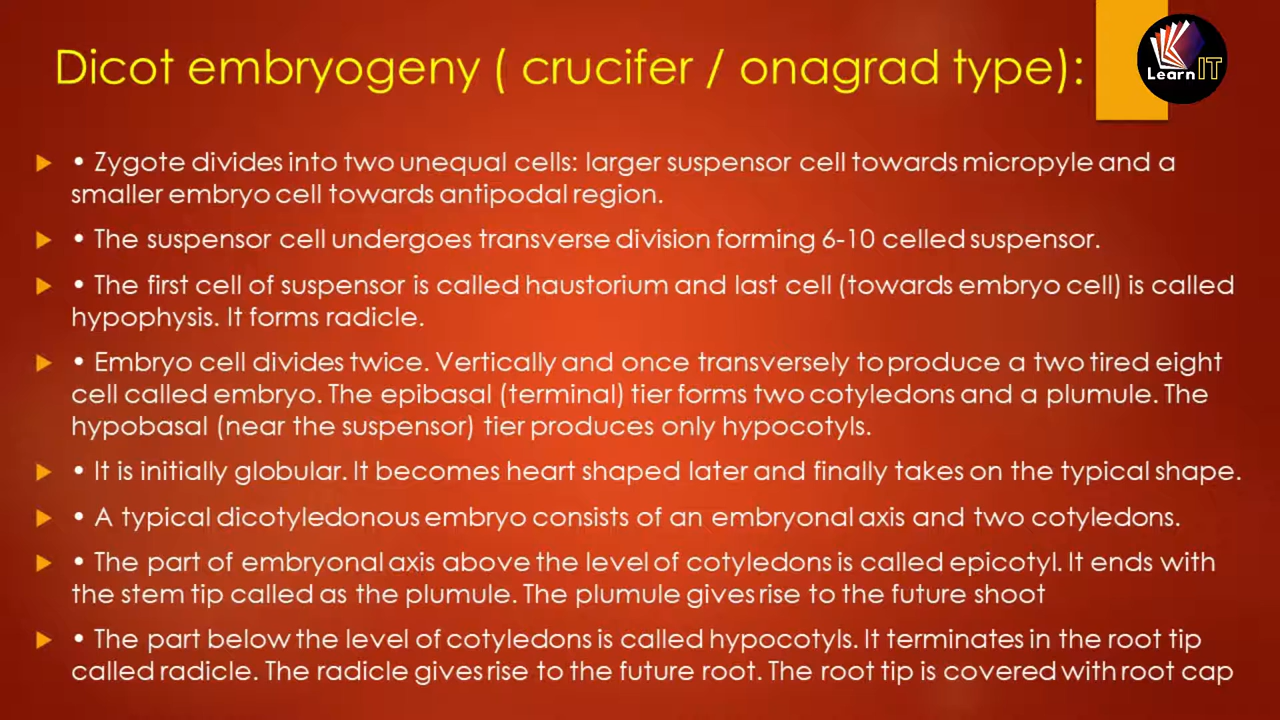 Dicot embryogeny ( crucifer / onagrad type):
Learn IT
• Zygote divides into two unequal cells: larger suspensor cell towards micropyle and a
smaller embryo cell towards antipodal region.
• The suspensor cell undergoes transverse division forming 6-10 celled suspensor.
• The first cell of suspensor is called haustorium and last cell (towards embryo cell) is called
hypophysis. It forms radicle.
• Embryo cell divides twice. Vertically and once transversely to produce a two tired eight
cell called embryo. The epibasal (terminal) tier forms two cotyledons and a plumule. The
hypobasal (near the suspensor) tier produces only hypocotyls.
• It is initially globular. It becomes heart shaped later and finally takes on the typical shape.
• A typical dicotyledonous embryo consists of an embryonal axis and two cotyledons.
• The part of embryonal axis above the level of cotyledons is called epicotyl. It ends with
the stem tip called as the plumule. The plumule gives rise to the future shoot
• The part below the level of cotyledons is called hypocotyls. It terminates in the root tip
called radicle. The radicle gives rise to the future root. The root tip is covered with root cap